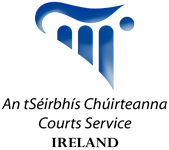 An tSéirbhís Chúirteanna
Courts Service
IRELAND